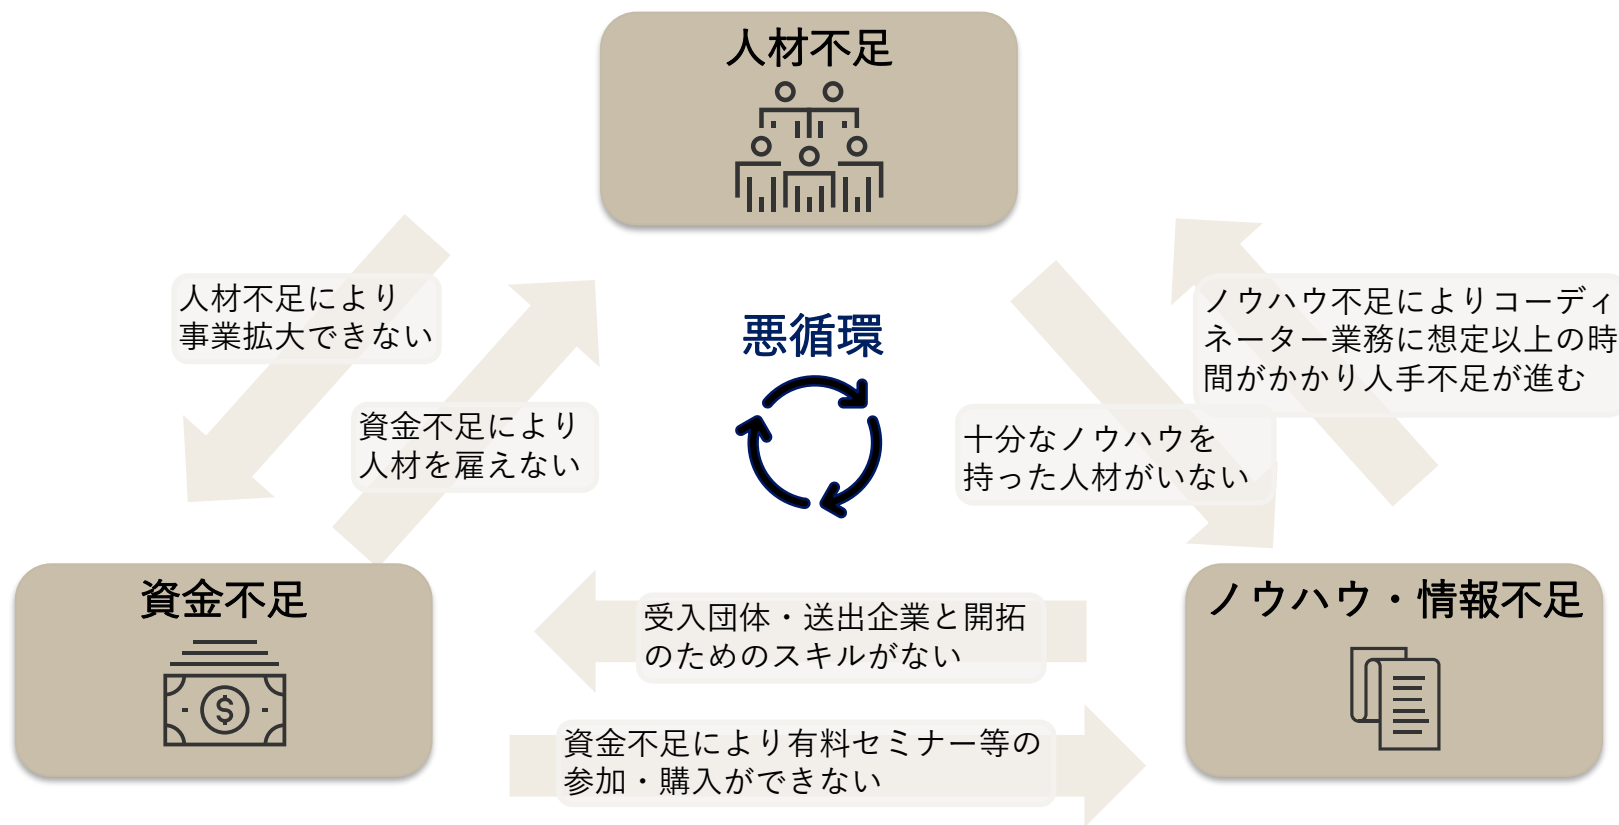 人材不足
人材不足により
事業拡大できない
資金不足により
人材を雇えない
悪循環
ノウハウ不足によりコーディ
ネーター業務に想定以上の時
間がかかり人手不足が進む
十分なノウハウを
持った人材がいない
資金不足
$
受入団体・送出企業と開拓
のためのスキルがない
資金不足により有料セミナー等の
参加・購入ができない
ノウハウ・情報不足